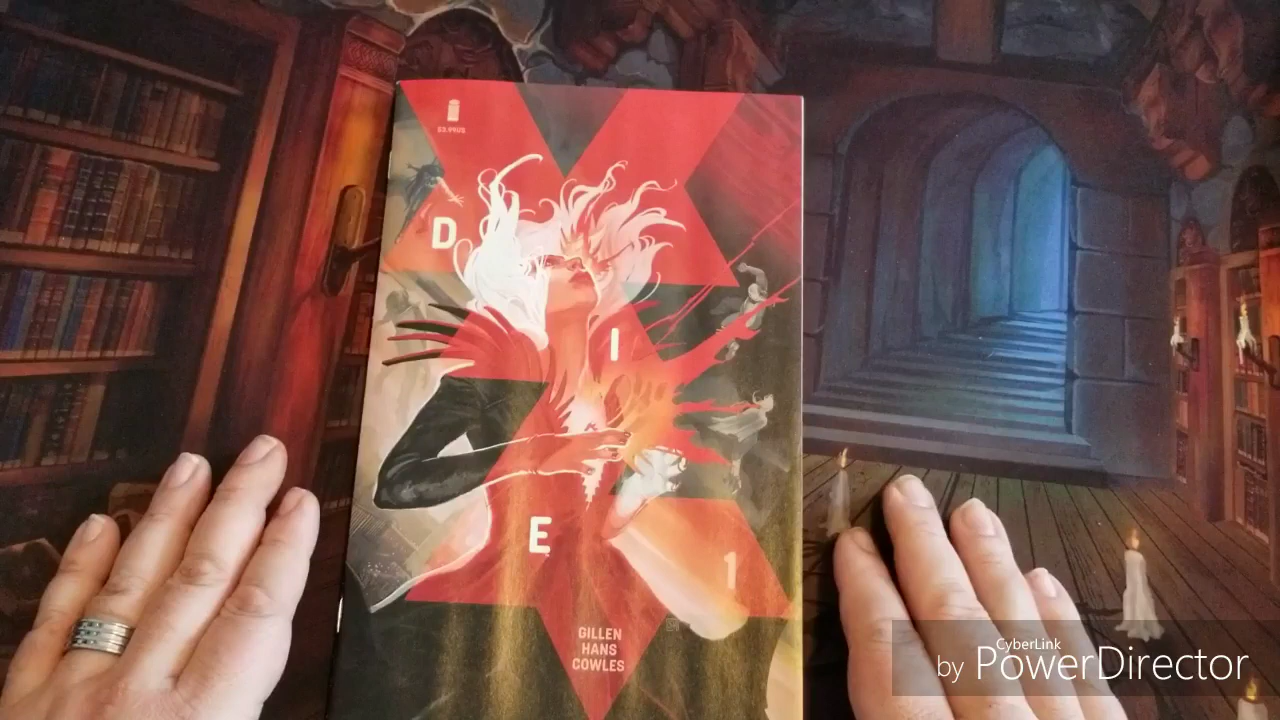 $3.99US
D
I
E
1
GILLEN
HANS
COWLES
CyberLink
by PowerDirector